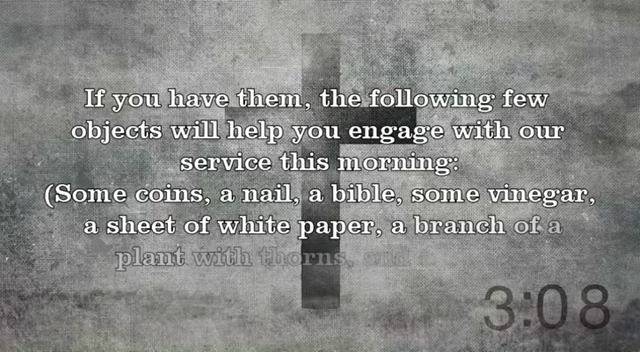 If you have them, the following few
objects will help you engage with our
service this morning:
(Some coins, a nail, a bible, some vinegar,
a sheet of white paper, a branch of a
plant with thorns, and
3:08